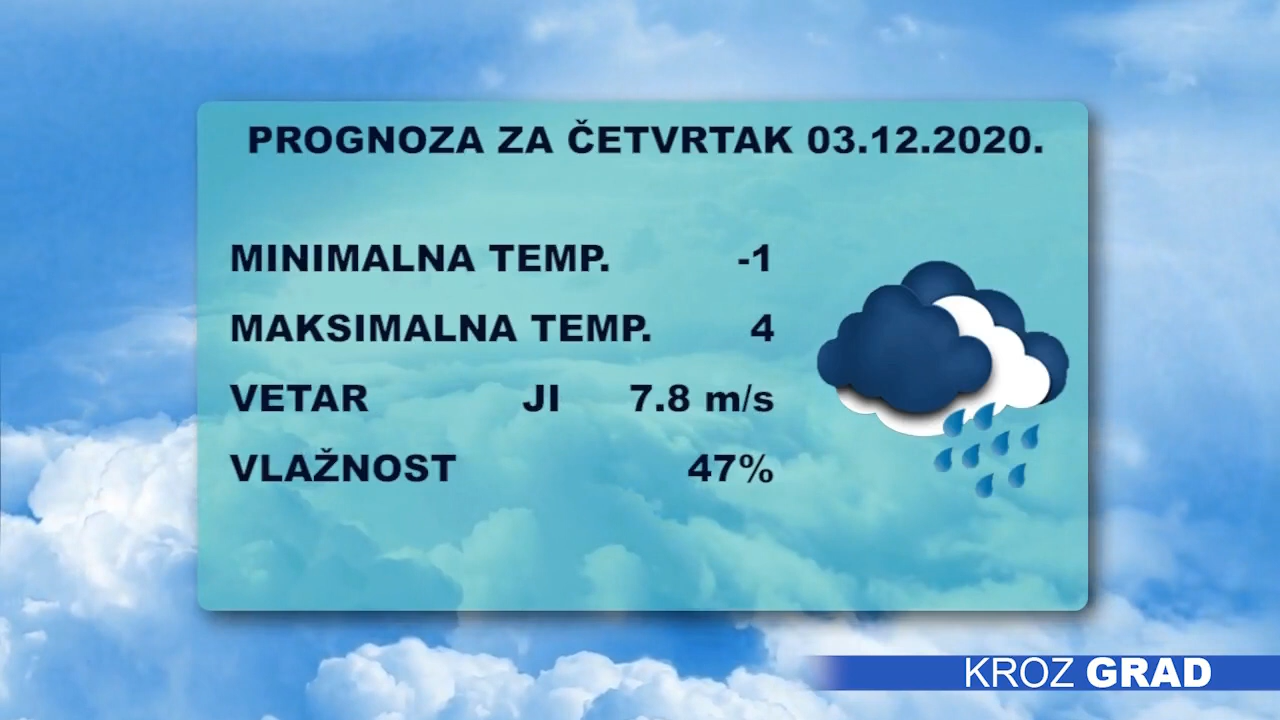 PROGNOZA ZA ČETVRTAK 03.12.2020.
MINIMALNA TEMP. -1
MAKSIMALNA TEMP. 4
VETAR JI 7.8 m/s
VLAŽNOST 47%
KROZ GRAD